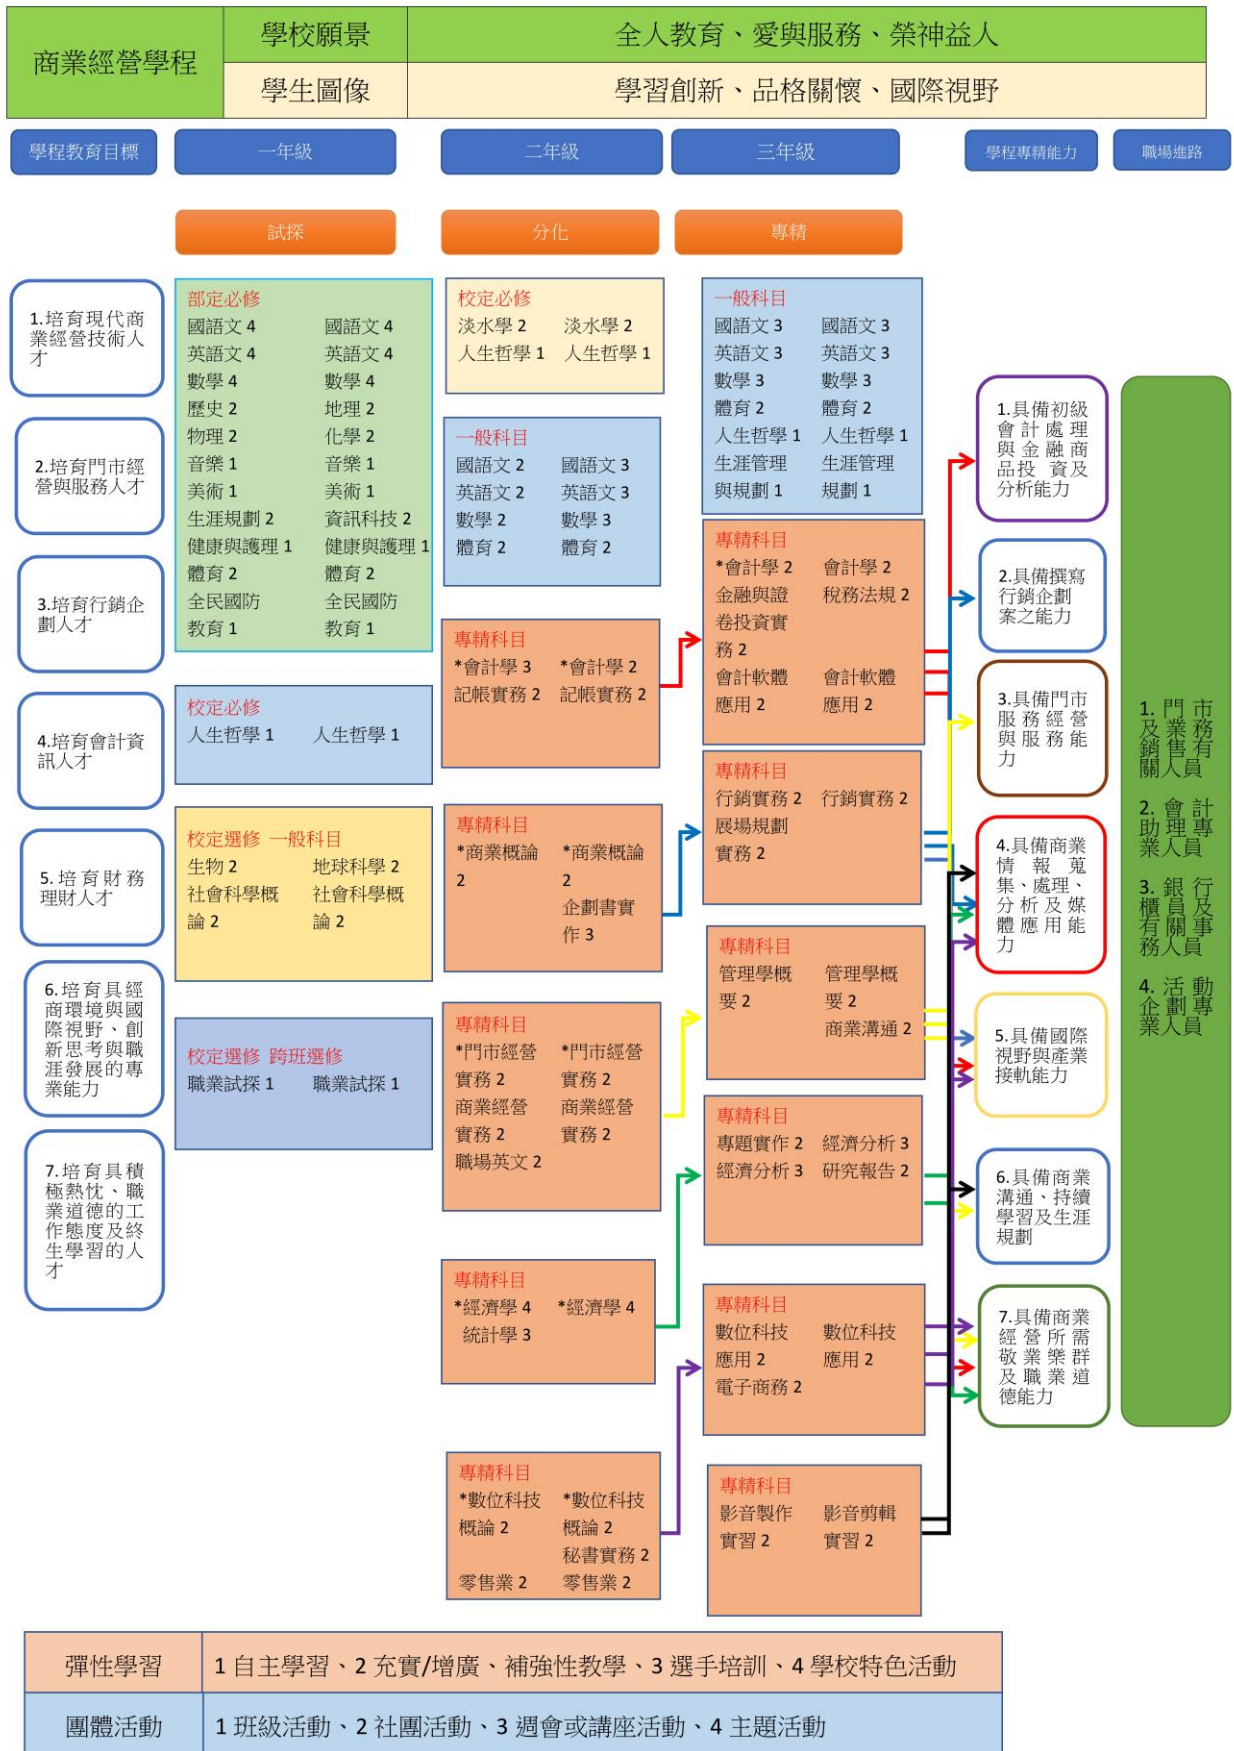 商業經營學程
學校願景
全人教育、愛與服務、榮神益人
學生圖像
學習創新、品格關懷、國際視野
學程教育目標
一年級
二年級
三年級
學程專精能力
職場進路
試探
分化
專精
1.培育現代商
業經營技術人
才
2.培育門市經
營與服務人才
3.培育行銷企
劃人才
4.培育會計資
訊人才
5.培育財務
理財人才
6.培育具經
商環境與國
際視野、創
新思考與職
涯發展的專
業能力
7.培育具積
極熱忱、職
業道德的工
作態度及終
生學習的人
才
部定必修
國語文 4 國語文 4
英語文 4 英語文 4
數學 4 數學 4
歷史 2 地理 2
物理 2 化學 2
音樂 1 音樂 1
美術 1 美術 1
生涯規劃 2 資訊科技 2
健康與護理 1 健康與護理 1
體育 2 體育 2
全民國防 全民國防
教育 1 教育 1
校定必修
人生哲學 1 人生哲學 1
校定選修 一般科目
生物 2 地球科學 2
社會科學概 社會科學概
論 2 論 2
校定選修 跨班選修
職業試探 1 職業試探 1
校定必修
淡水學 2 淡水學 2
人生哲學 1 人生哲學 1
一般科目
國語文 2 國語文 3
英語文 2 英語文 3
數學 2 數學 3
體育 2 體育 2
專精科目
*會計學 3 *會計學 2
記帳實務 2 記帳實務 2
專精科目
*商業概論 *商業概論
2 2
企劃書實
作 3
專精科目
*門市經營 *門市經營
實務 2 實務 2
商業經營 商業經營
實務 2 實務 2
職場英文 2
專精科目
*經濟學 4 *經濟學 4
統計學 3
專精科目
*數位科技 *數位科技
概論 2 概論 2
秘書實務 2
零售業 2 零售業 2
一般科目
國語文 3 國語文 3
英語文 3 英語文 3
數學 3 數學 3
體育 2 體育 2
人生哲學 1 人生哲學 1
生涯管理 生涯管理
與規劃 1 規劃 1
專精科目
*會計學 2 會計學 2
金融與證 稅務法規 2
卷投資實
務 2
會計軟體 會計軟體
應用 2 應用 2
專精科目
行銷實務 2 行銷實務 2
展場規劃
實務 2
專精科目
管理學概 管理學概
要 2 要 2
商業溝通 2
專精科目
專題實作 2 經濟分析 3
經濟分析 3 研究報告 2
專精科目
數位科技 數位科技
應用 2 應用 2
電子商務 2
專精科目
影音製作 影音剪輯
實習 2 實習 2
1.具備初級
會計處理
與金融商
品投 資及
分析能力
2.具備撰寫
行銷企劃
案之能力
3.具備門市
服務經營
與服務能
力
4.具備商業
情報蒐
集、處理、
分析及媒
體應用能
力
5.具備國際
視野與產業
接軌能力
6.具備商業
溝通、持續
學習及生涯
規劃
7.具備商業
經營所需
敬業樂群
及職業道
德能力
1. 門市
及業務
銷售有
關人員
2. 會計
助理專
業人員
3. 銀行
櫃員及
有關事
務人員
4. 活動
企劃專
業人員
彈性學習
1 自主學習、2 充實/增廣、補強性教學、3 選手培訓、4 學校特色活動
團體活動
1 班級活動、2 社團活動、3 週會或講座活動、4 主題活動